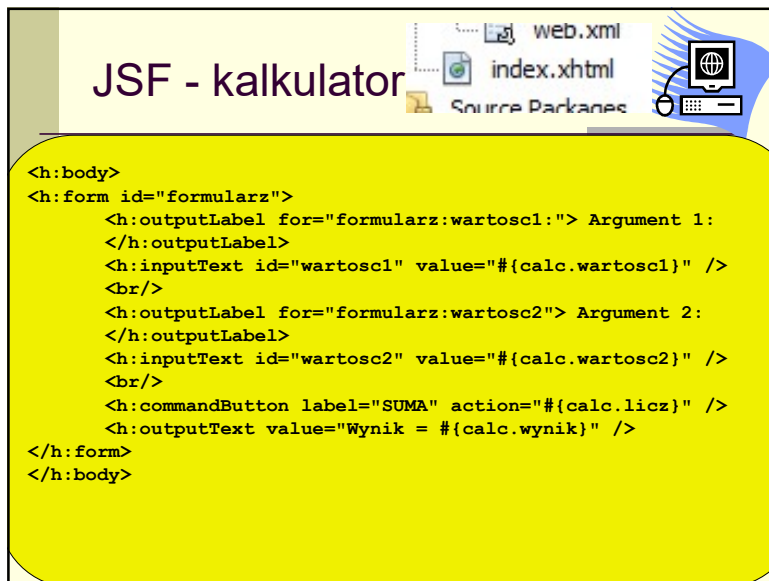 JSF - kalkulator
web.xml
index.xhtml
Source Packages
<h:body>
<h:form id="formularz">
<h:outputLabel for="formularz:wartosc1:"> Argument 1:
</h:outputLabel>
<h:inputText id="wartosc1" value="#{calc.wartosc1}" />
<br/>
<h:outputLabel for="formularz:wartosc2"> Argument 2:
</h:outputLabel>
<h:inputText id="wartosc2" value="#{calc.wartosc2}" />
<br/>
<h:commandButton label="SUMA" action="#{calc.licz}" />
<h:outputText value="Wynik = #{calc.wynik}" />
</h:form>
</h:body>